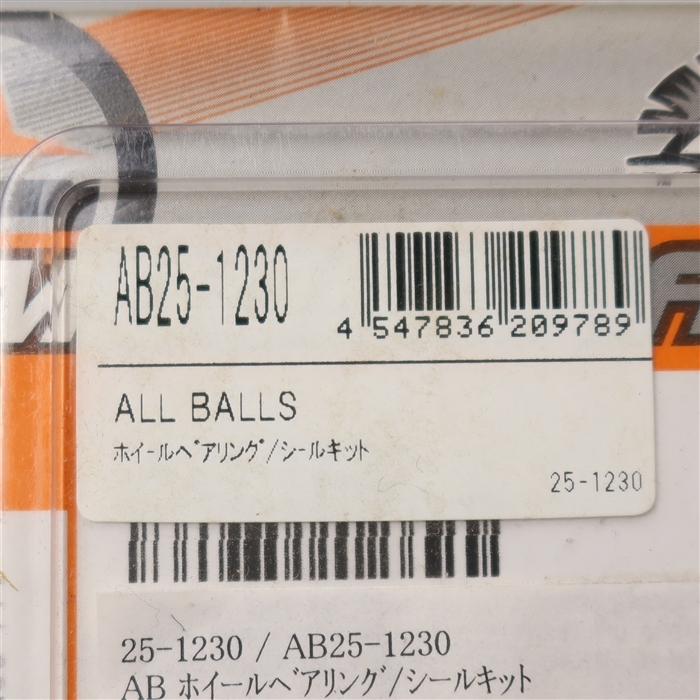 AB25-1230
4 547836 209789
ALL BALLS
ホイールベアリング/シールキット
25-1230
25-1230 / AB25-1230
AB ホイールベアリング/シールキット